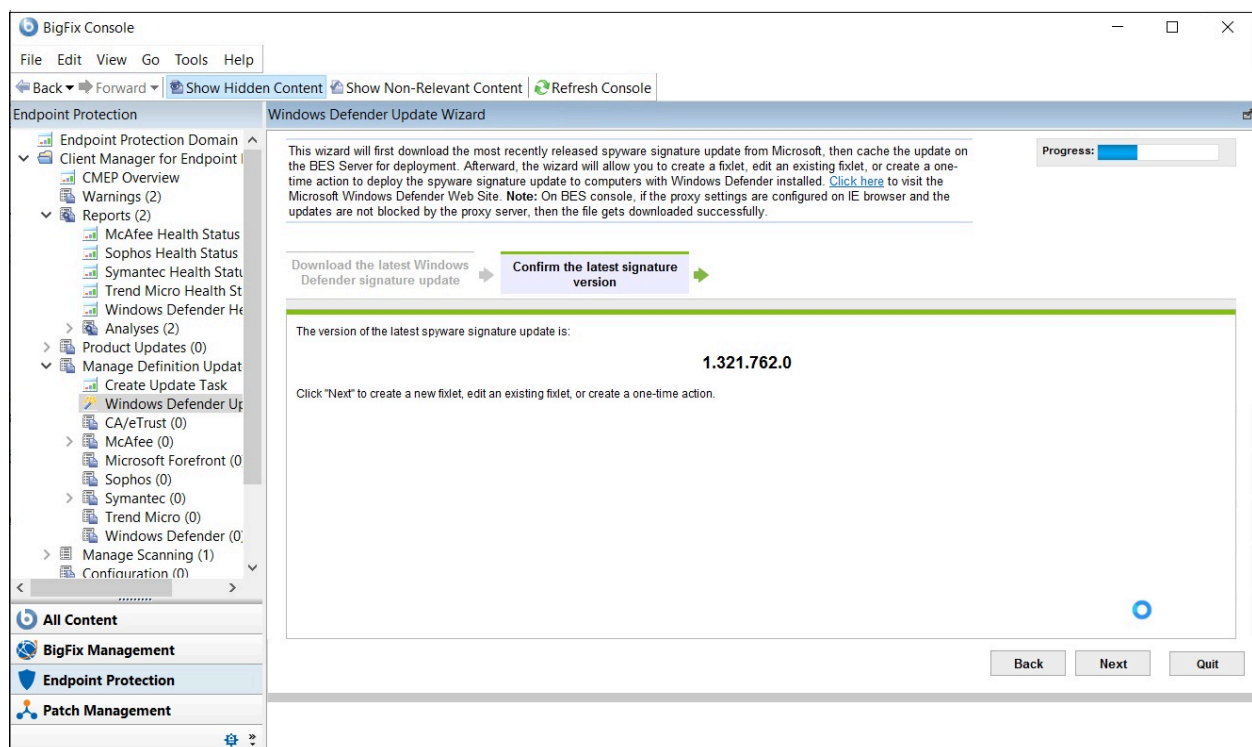 BigFix Console
File Edit View Go Tools Help
Back Forward Show Hidden Content Show Non-Relevant Content Refresh Console
Endpoint Protection
Endpoint Protection Domain
Client Manager for Endpoint
CMEP Overview
Warnings (2)
Reports (2)
McAfee Health Status
Sophos Health Status
Symantec Health Statu
Trend Micro Health St
Windows Defender He
Analyses (2)
Product Updates (0)
Manage Definition Updat
Create Update Task
Windows Defender Up
CA/eTrust (0)
McAfee (0)
Microsoft Forefront (0
Sophos (0)
Symantec (0)
Trend Micro (0)
Windows Defender (0)
Manage Scanning (1)
Configuration (0)
All Content
BigFix Management
Endpoint Protection
Patch Management
Windows Defender Update Wizard
This wizard will first download the most recently released spyware signature update from Microsoft, then cache the update on
the BES Server for deployment. Afterward, the wizard will allow you to create a fixlet, edit an existing fixlet, or create a one-
time action to deploy the spyware signature update to computers with Windows Defender installed. Click here to visit the
Microsoft Windows Defender Web Site. Note: On BES console, if the proxy settings are configured on IE browser and the
updates are not blocked by the proxy server, then the file gets downloaded successfully.
Progress:
Download the latest Windows
Defender signature update
Confirm the latest signature
version
The version of the latest spyware signature update is:
1.321.762.0
Click "Next" to create a new fixlet, edit an existing fixlet, or create a one-time action.
Back Next Quit